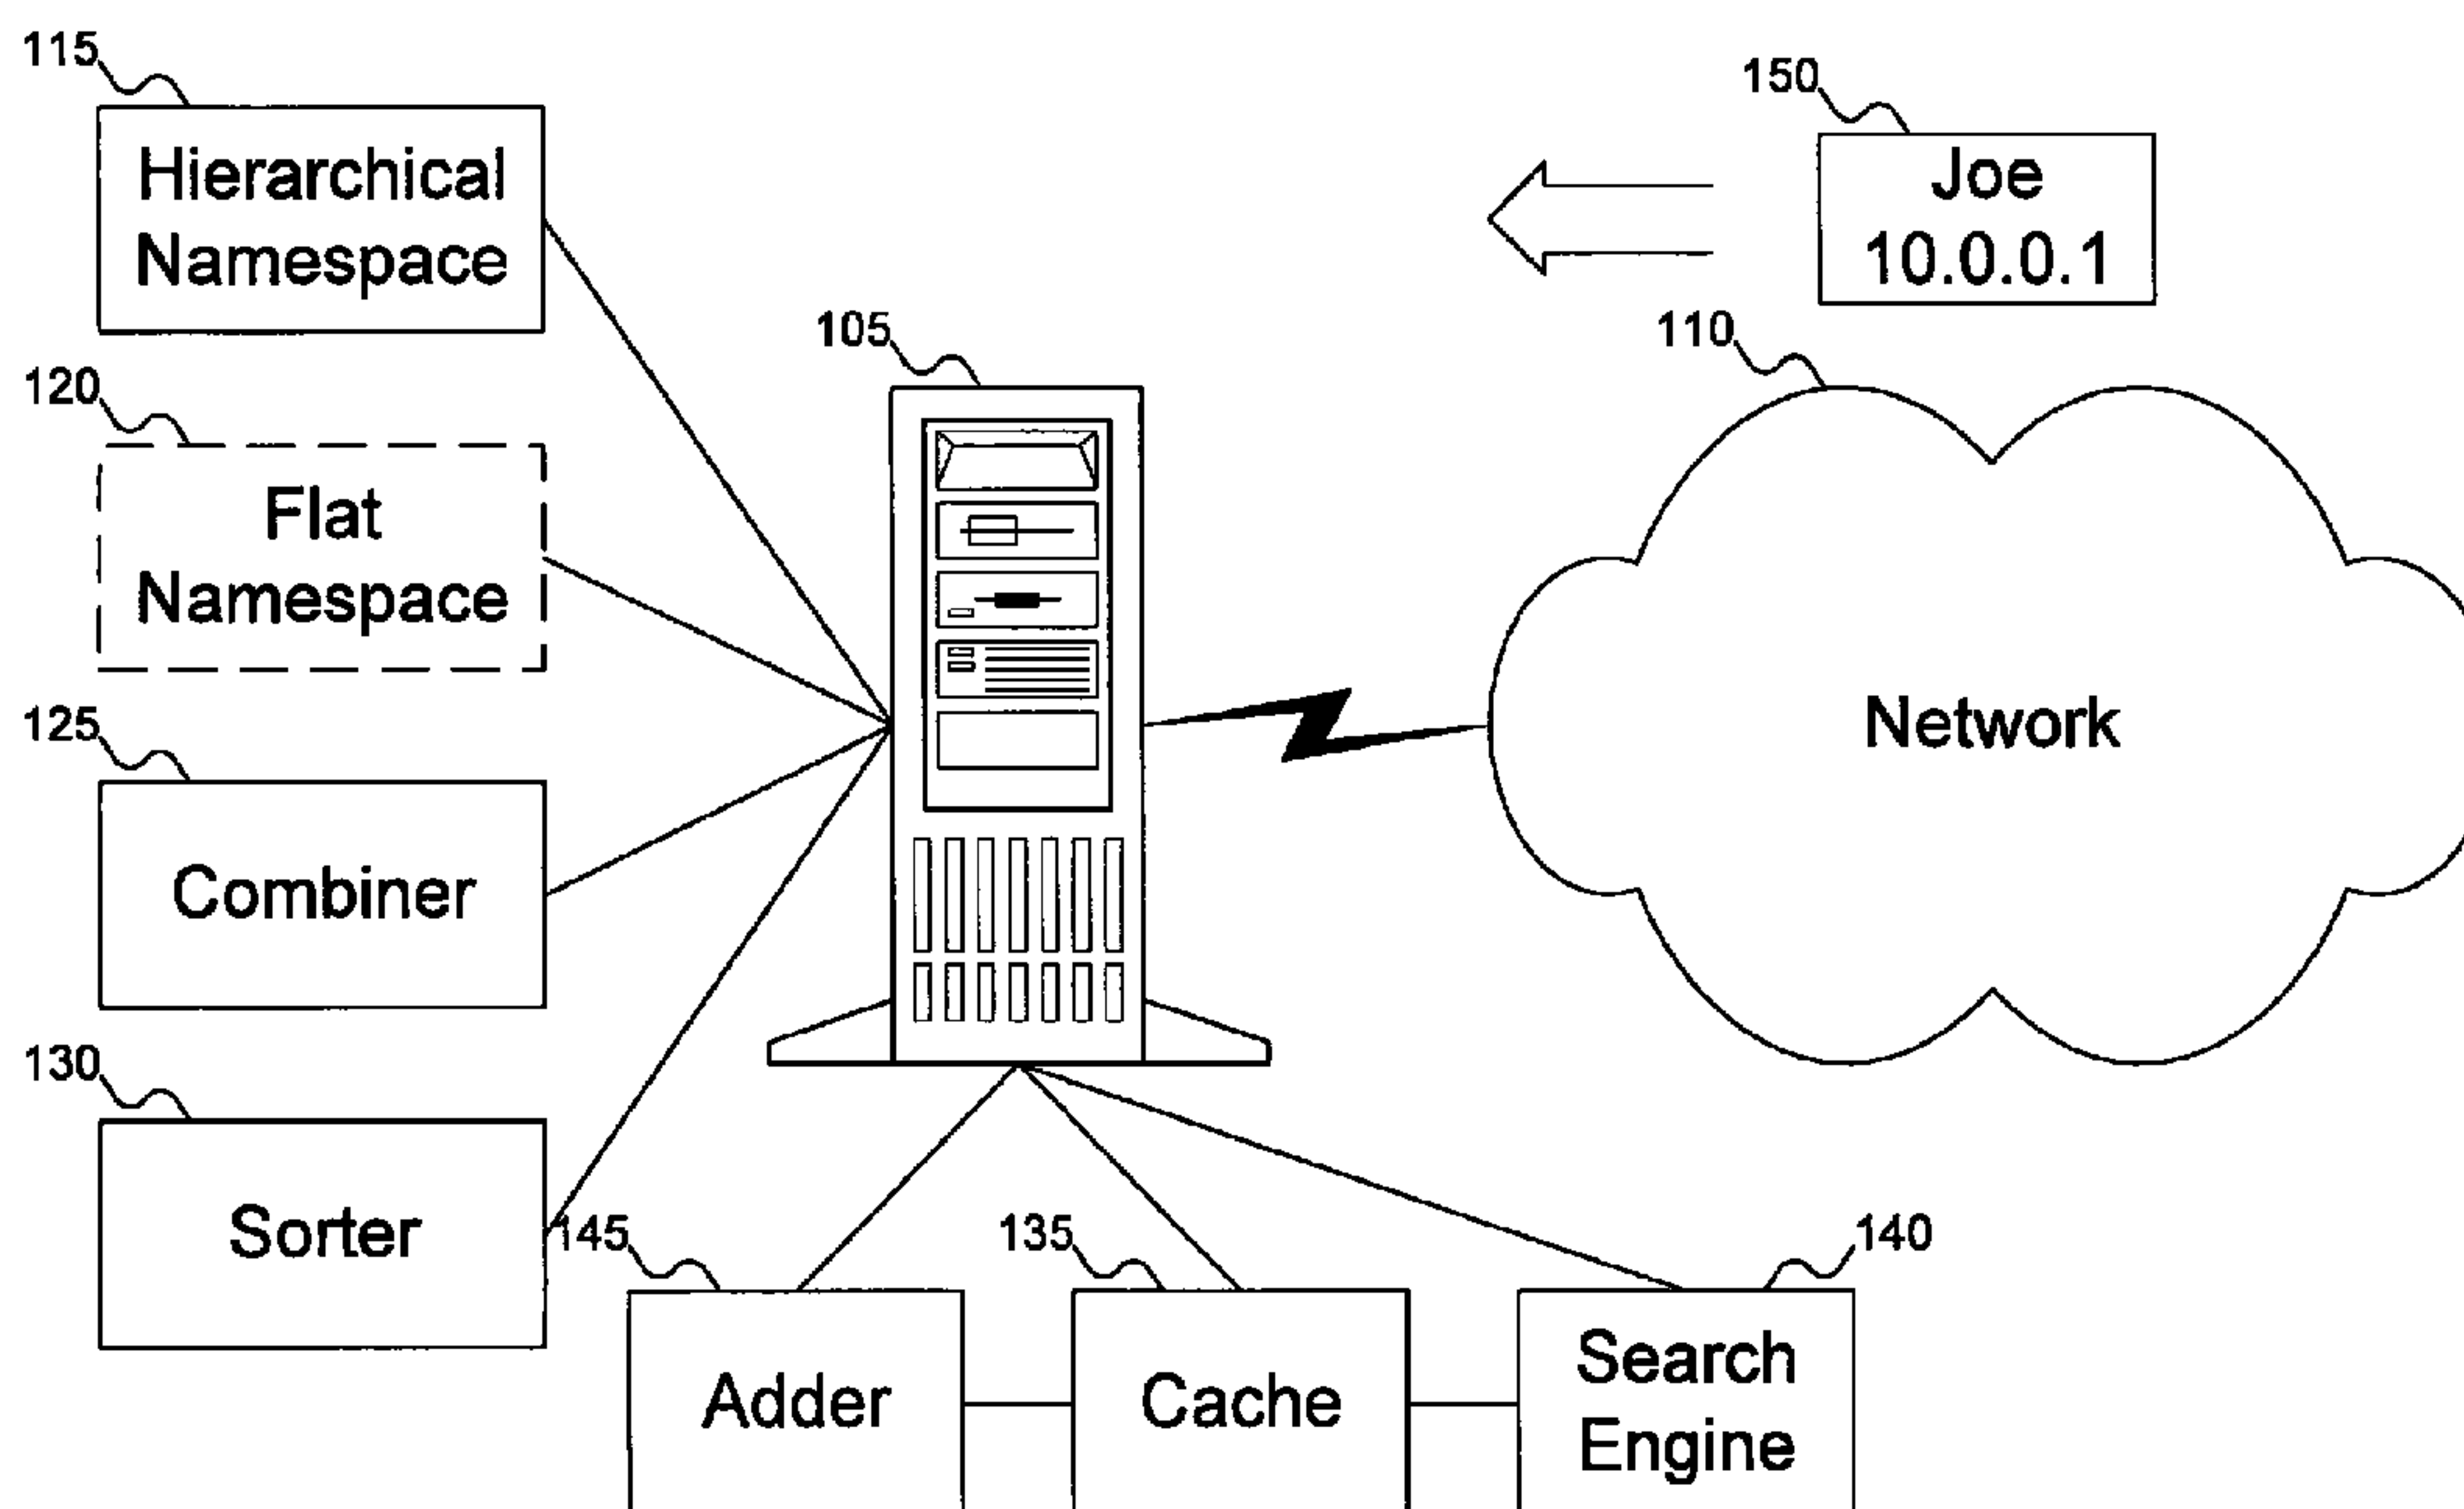 115
Hierarchical
Namespace
150
Joe
10.0.0.1
105
110
120
Flat
Namespace
Network
125
Combiner
130
Sorter
145
135
140
Adder
Cache
Search
Engine